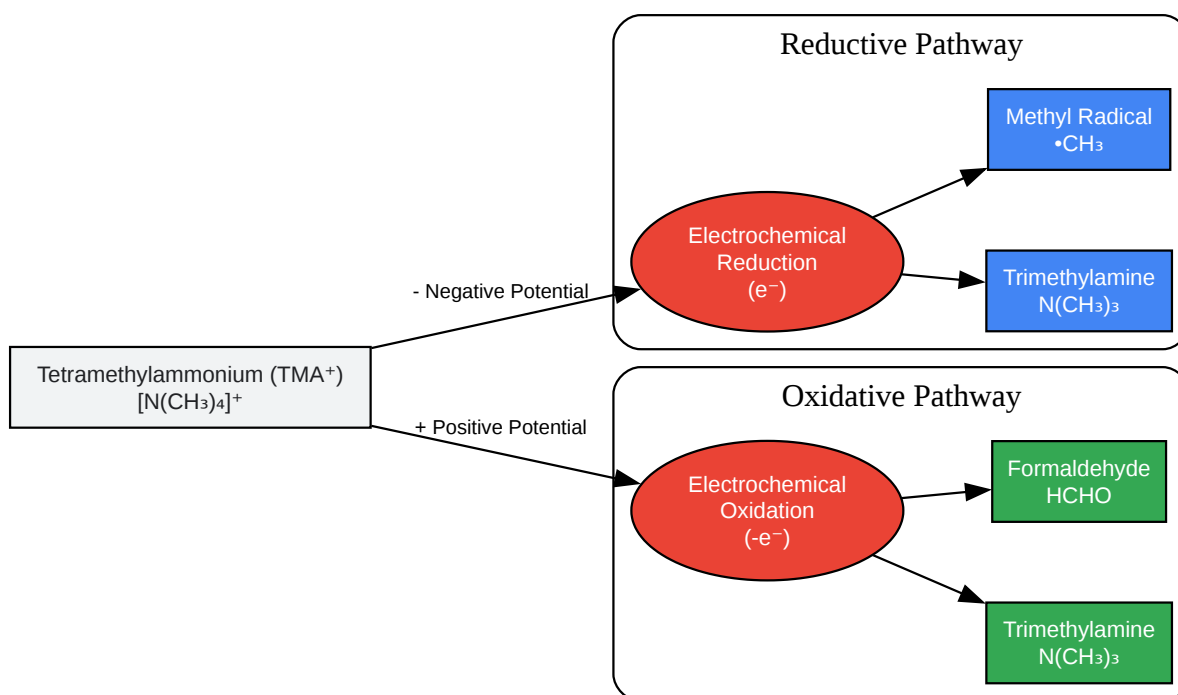 Reductive Pathway
Methyl Radical
•CH₃
Electrochemical
Reduction
(e⁻)
Trimethylamine
N(CH₃)₃
- Negative Potential
Tetramethylammonium (TMA⁺)
[N(CH₃)₄]⁺
+ Positive Potential
Oxidative Pathway
Formaldehyde
HCHO
Electrochemical
Oxidation
(-e⁻)
Trimethylamine
N(CH₃)₃